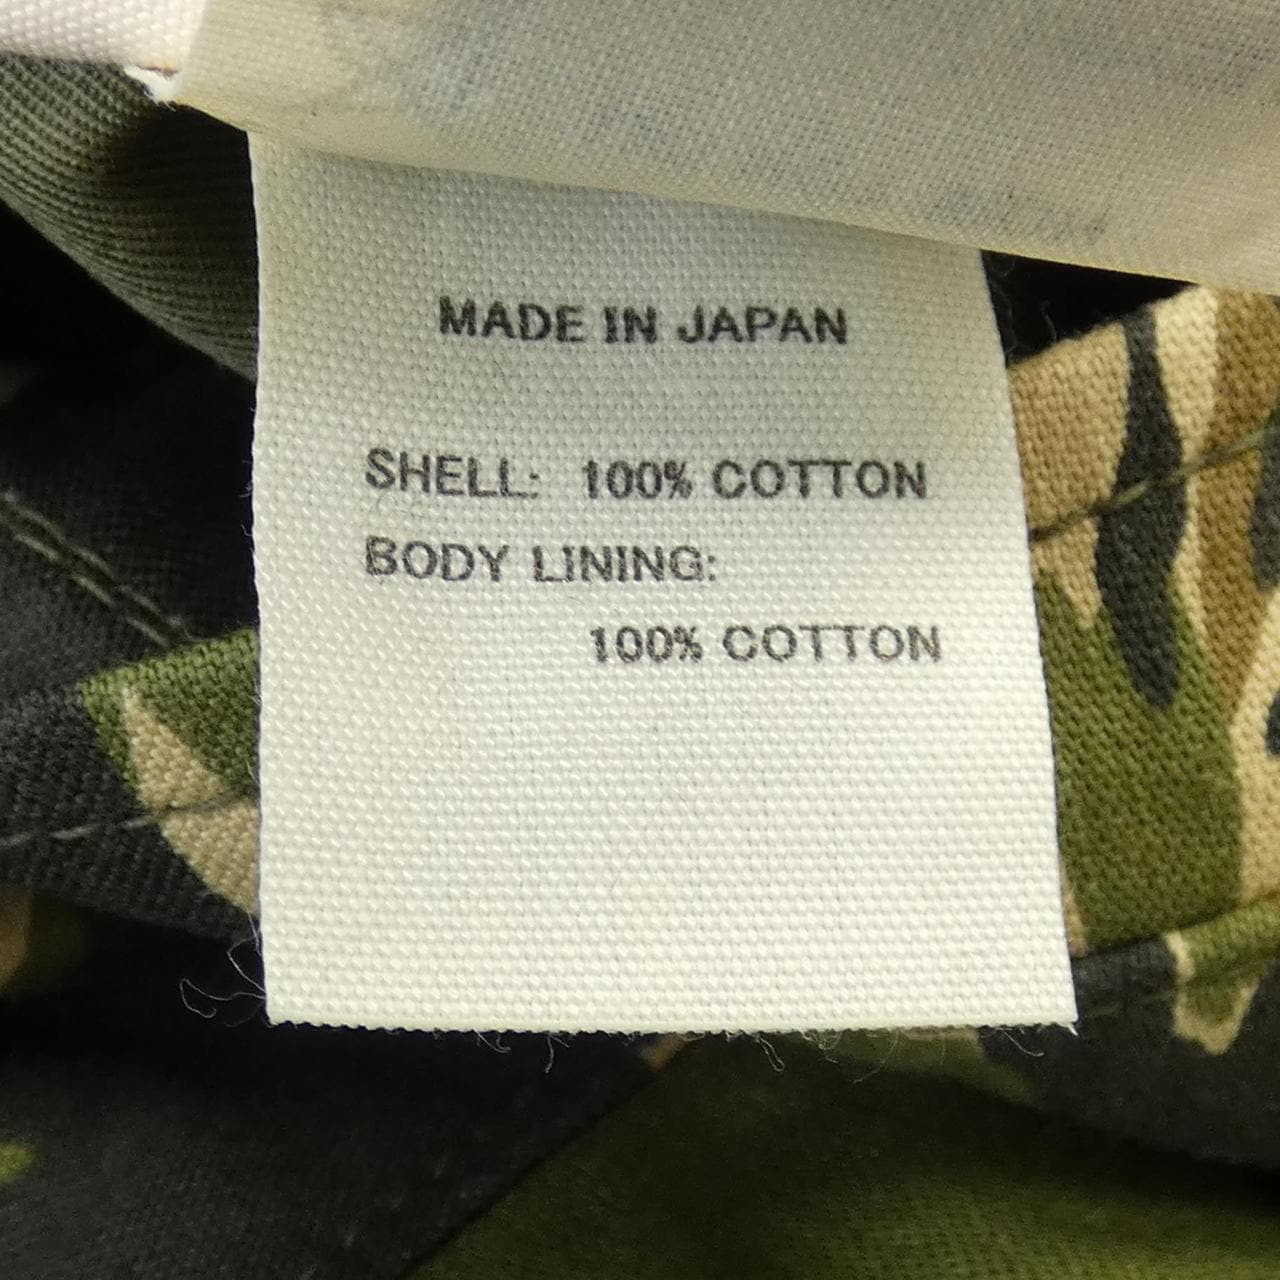 MADE IN JAPAN
SHELL: 100% COTTON
BODY LINING:
100% COTTON